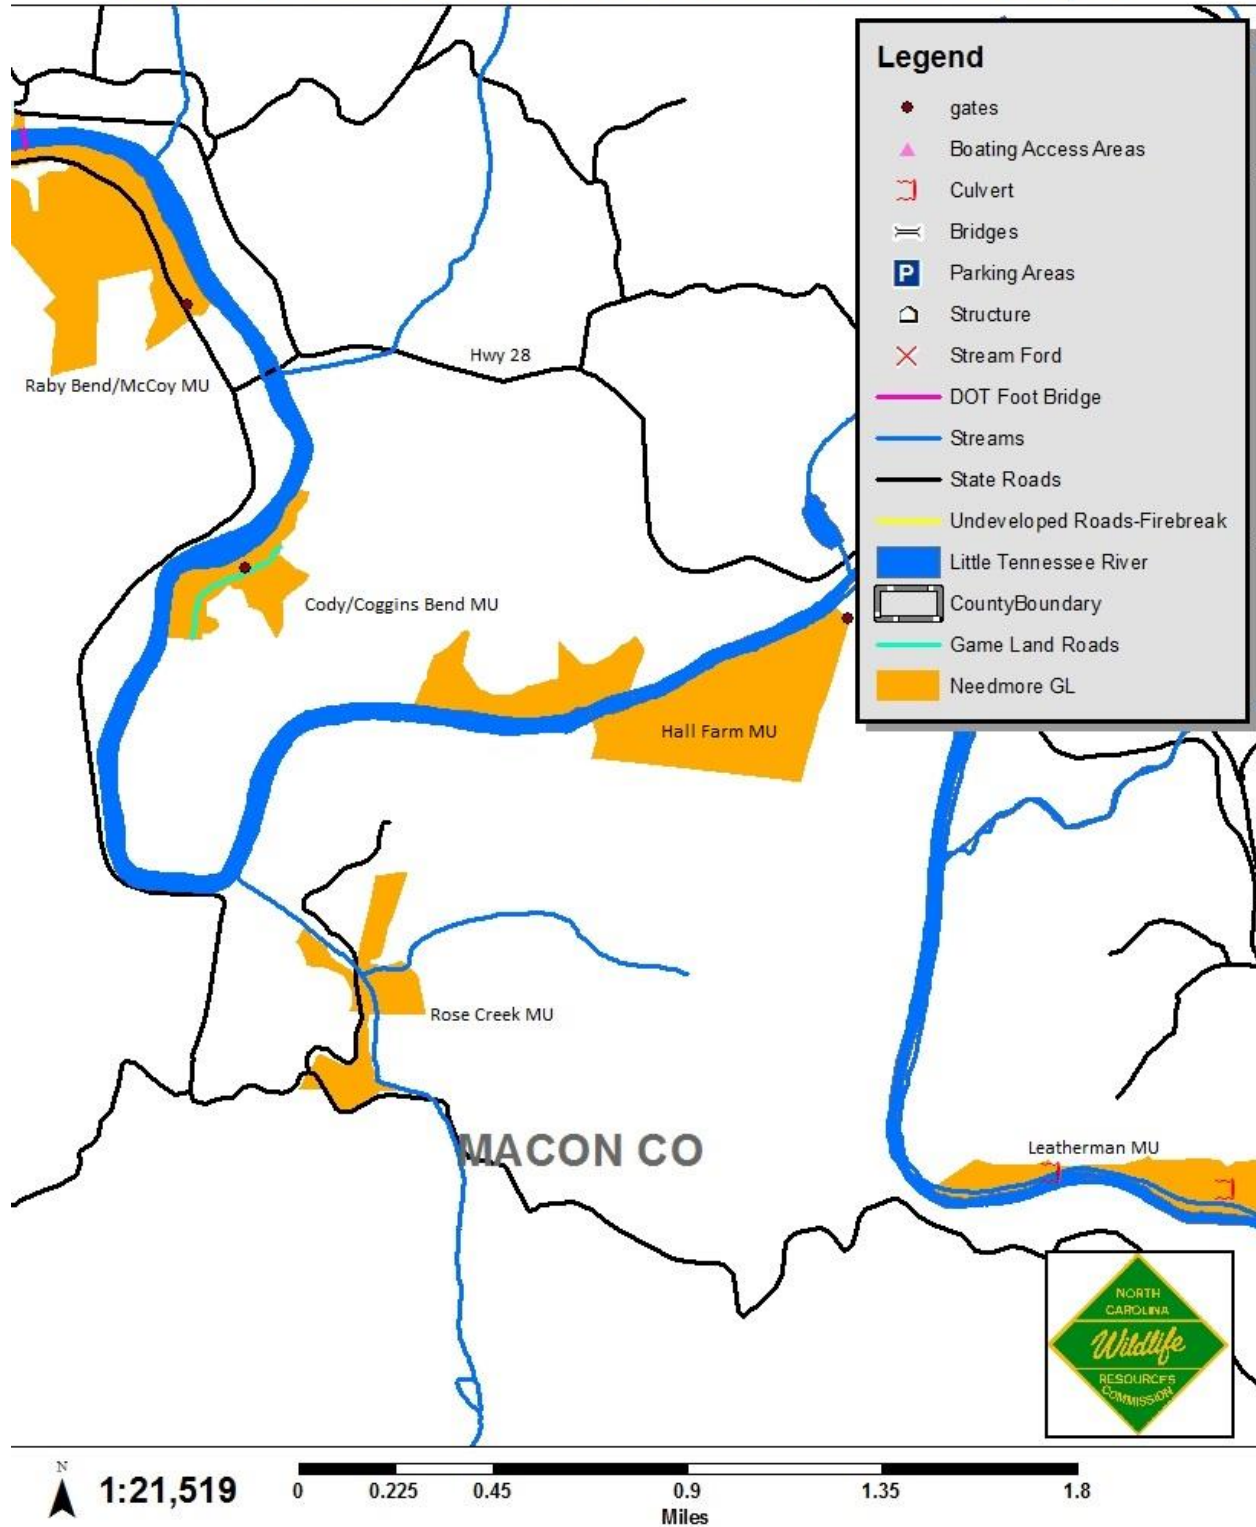 Legend
gates
Boating Access Areas
Culvert
Bridges
P
Parking Areas
Structure
Stream Ford
DOT Foot Bridge
Streams
State Roads
Undeveloped Roads-Firebreak
Little Tennessee River
CountyBoundary
Game Land Roads
Needmore GL
Hwy 28
Raby Bend/McCoy MU
Cody/Coggins Bend MU
Hall Farm MU
Rose Creek MU
MACON CO
Leatherman MU
NORTH
CAROLINA
Wildlife
RESOURCES
COMMISSION
N
1:21,519
0 0.225 0.45 0.9 1.35 1.8
Miles